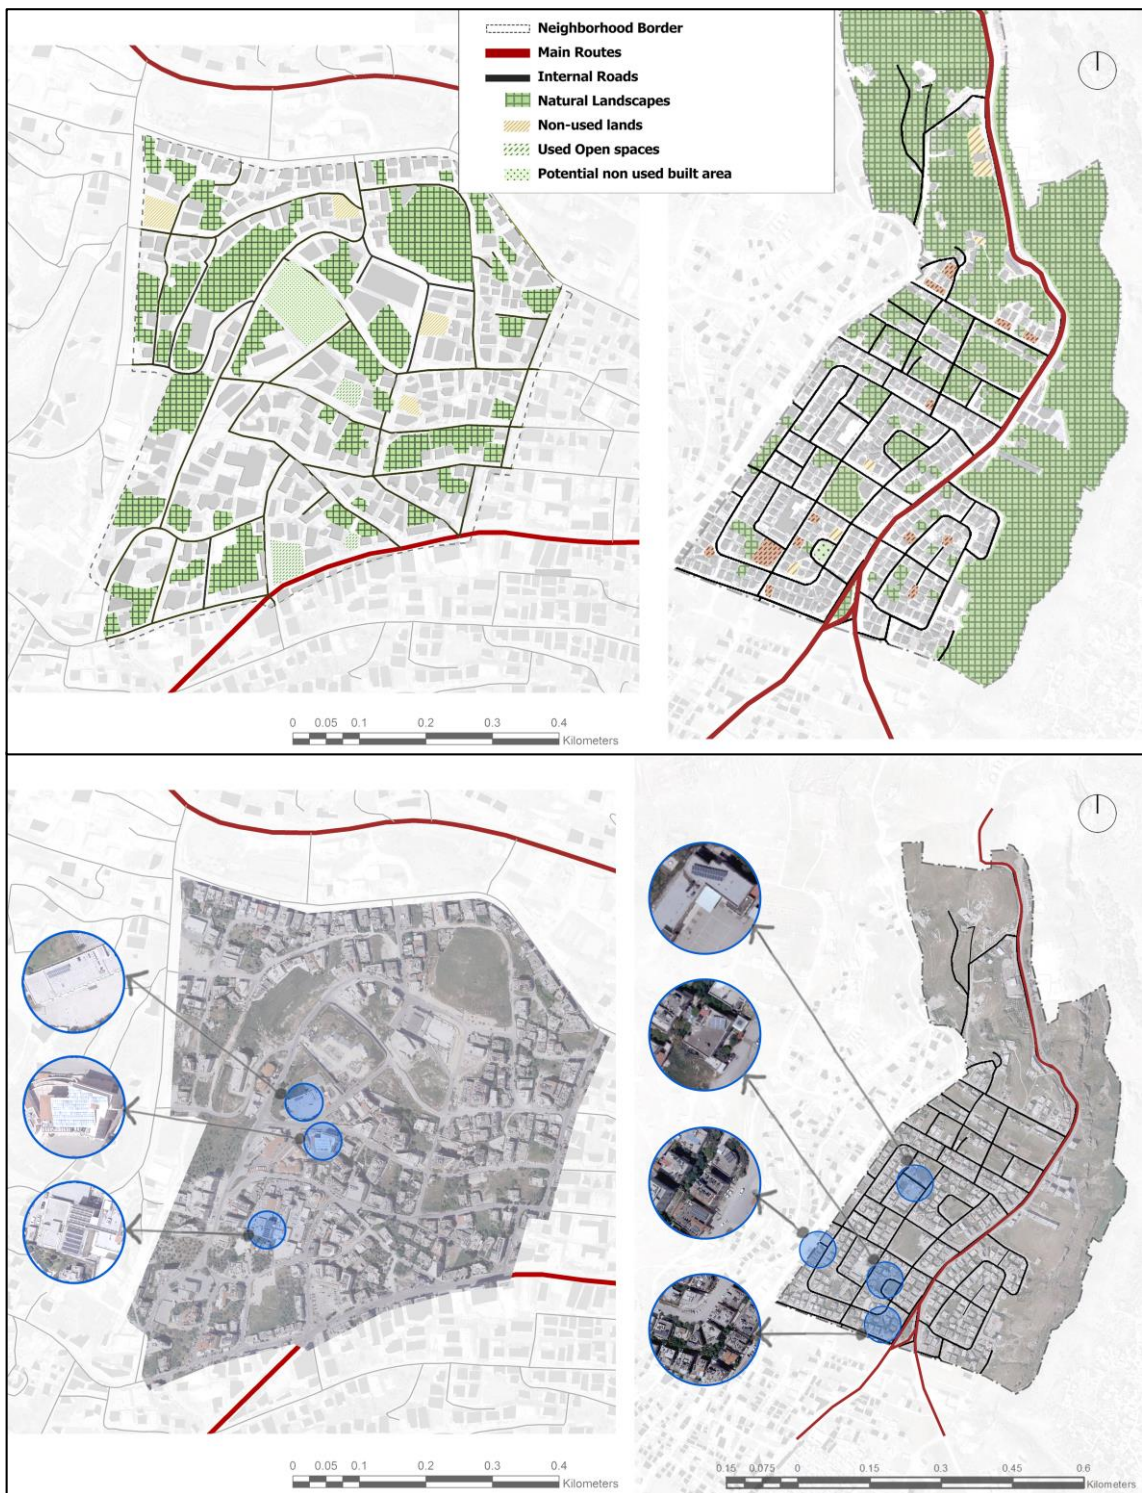 Neighborhood Border
Main Routes
Internal Roads
Natural Landscapes
Non-used lands
Used Open spaces
Potential non used built area
0 0.05 0.1 0.2 0.3 0.4
Kilometers
0 0.05 0.1 0.2 0.3 0.4
Kilometers
0.15 0.075 0 0.15 0.3 0.45 0.6
Kilometers